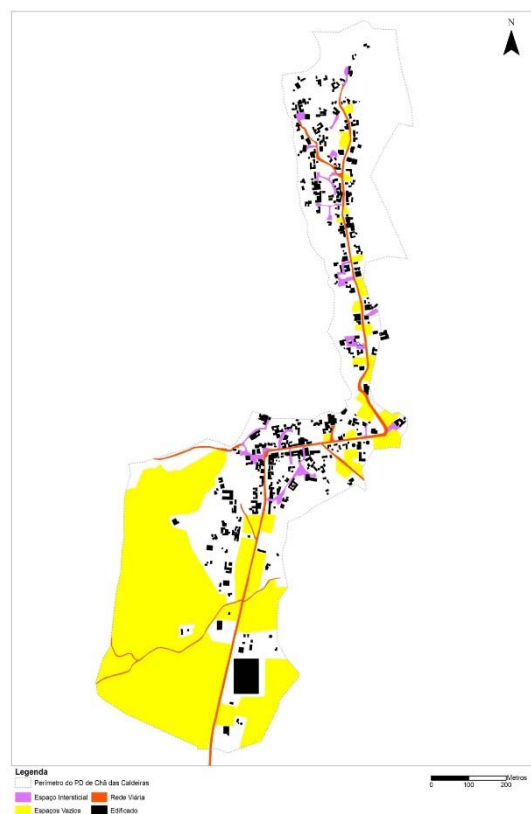 N
Legenda
Perímetro do PD de Chã das Caldeiras
Espaço Intersticial
Rede Viária
Espaços Vazios
Edificado
Metros
0 100 200